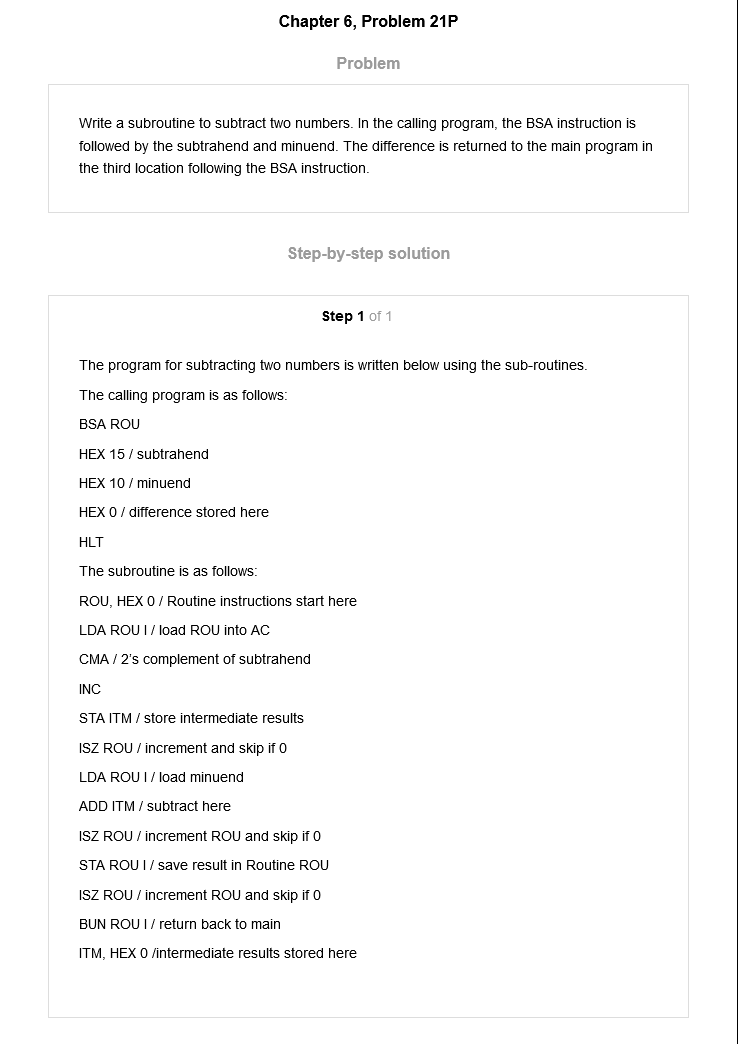 Chapter 6, Problem 21P
Problem
Write a subroutine to subtract two numbers. In the calling program, the BSA instruction is
followed by the subtrahend and minuend. The difference is returned to the main program in
the third location following the BSA instruction.
Step-by-step solution
Step 1 of 1
The program for subtracting two numbers is written below using the sub-routines.
The calling program is as follows:
BSA ROU
HEX 15 / subtrahend
HEX 10 / minuend
HEX 0 / difference stored here
HLT
The subroutine is as follows:
ROU, HEX 0 / Routine instructions start here
LDA ROU I / load ROU into AC
CMA / 2’s complement of subtrahend
INC
STA ITM / store intermediate results
ISZ ROU / increment and skip if 0
LDA ROU I / load minuend
ADD ITM / subtract here
ISZ ROU / increment ROU and skip if 0
STA ROU I / save result in Routine ROU
ISZ ROU / increment ROU and skip if 0
BUN ROU I / return back to main
ITM, HEX 0 /intermediate results stored here